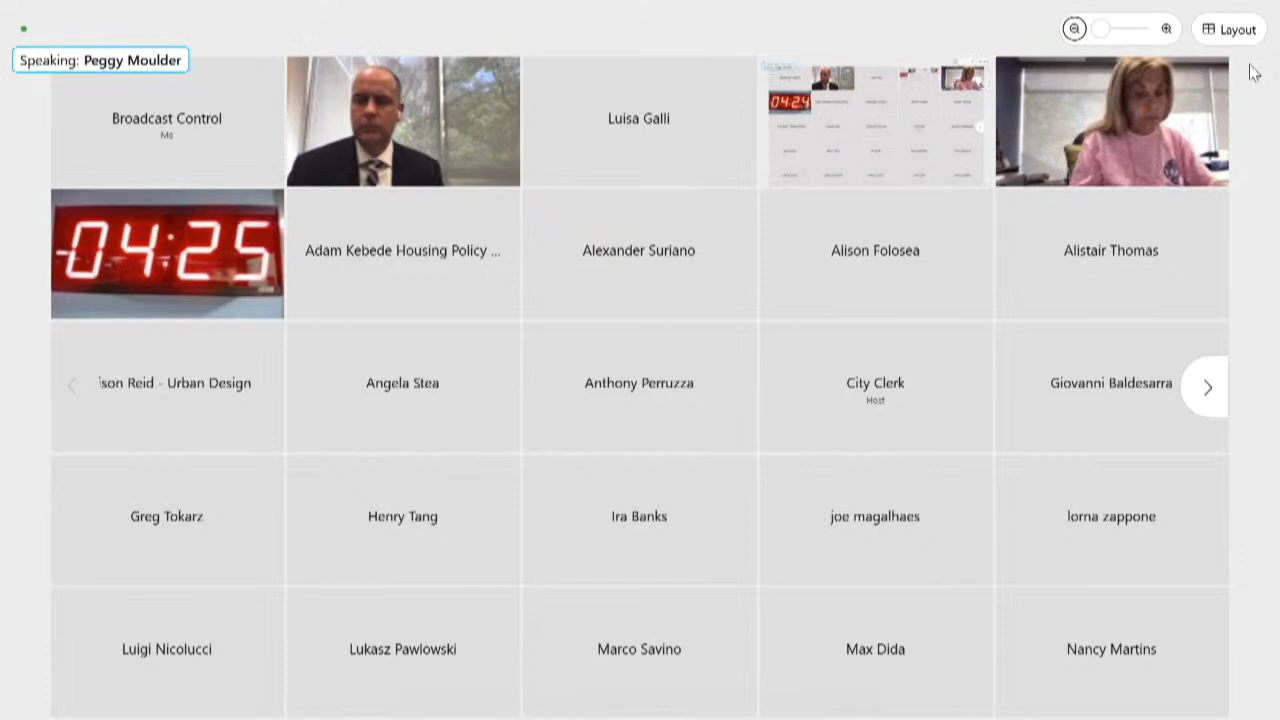 Layout
Speaking: Peggy Moulder
Broadcast Control
Me
Luisa Galli
04:24
-04:25
Adam Kebede Housing Policy ...
Alexander Suriano
Alison Folosea
Alistair Thomas
ison Reid - Urban Design
Angela Stea
Anthony Perruzza
City Clerk
Host
Giovanni Baldesarra
Greg Tokarz
Henry Tang
Ira Banks
joe magalhaes
lorna zappone
Luigi Nicolucci
Lukasz Pawlowski
Marco Savino
Max Dida
Nancy Martins